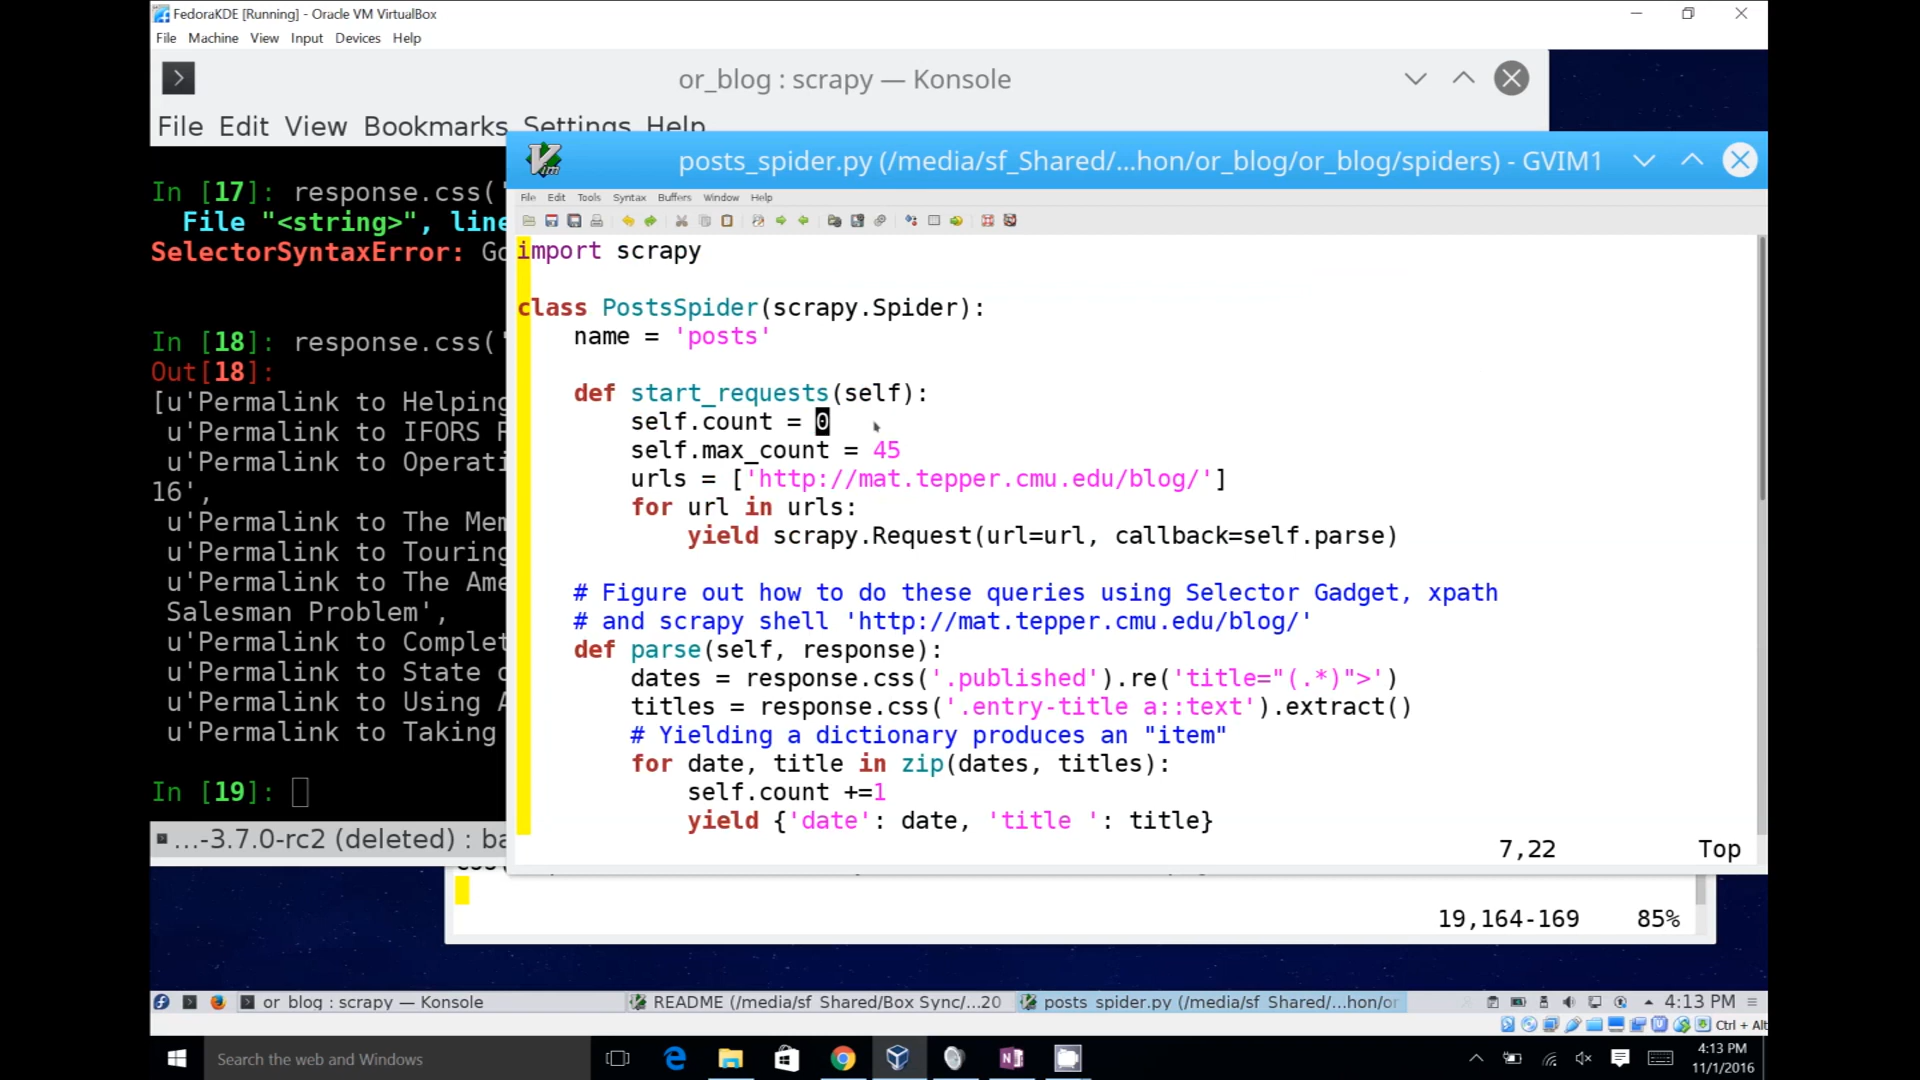 FedoraKDE [Running] - Oracle VM VirtualBox
File Machine View Input Devices Help
or_blog : scrapy — Konsole
File Edit View Bookmarks Settings Help
In [17]: response.css('
File "<string>", line
SelectorSyntaxError: Go
In [18]: response.css('
Out[18]:
[u'Permalink to Helping
u'Permalink to IFORS
u'Permalink to Operati
16',
u'Permalink to The Mem
u'Permalink to Touring
u'Permalink to The Ame
Salesman Problem',
u'Permalink to Complet
u'Permalink to State
u'Permalink to Using
u'Permalink to Taking
In [19]:
...-3.7.0-rc2 (deleted) : ba
posts_spider.py (/media/sf_Shared/...hon/or_blog/or_blog/spiders) - GVIM1
File Edit Tools Syntax Buffers Window Help
import scrapy
class PostsSpider(scrapy.Spider):
name = 'posts'
def start_requests(self):
self.count = 0
self.max_count = 45
urls = ['http://mat.tepper.cmu.edu/blog/']
for url in urls:
yield scrapy.Request(url=url, callback=self.parse)
# Figure out how to do these queries using Selector Gadget, xpath
# and scrapy shell 'http://mat.tepper.cmu.edu/blog/'
def parse(self, response):
dates = response.css('.published').re('title="(.*)">')
titles = response.css('.entry-title a::text').extract()
# Yielding a dictionary produces an "item"
for date, title in zip(dates, titles):
self.count +=1
yield {'date': date, 'title ': title}
7,22 Top
19,164-169 85%
or_blog : scrapy — Konsole
README (/media/sf_Shared/Box Sync/...20
posts_spider.py (/media/sf_Shared/...hon/or
4:13 PM
Ctrl + Alt
Search the web and Windows
4:13 PM
11/1/2016